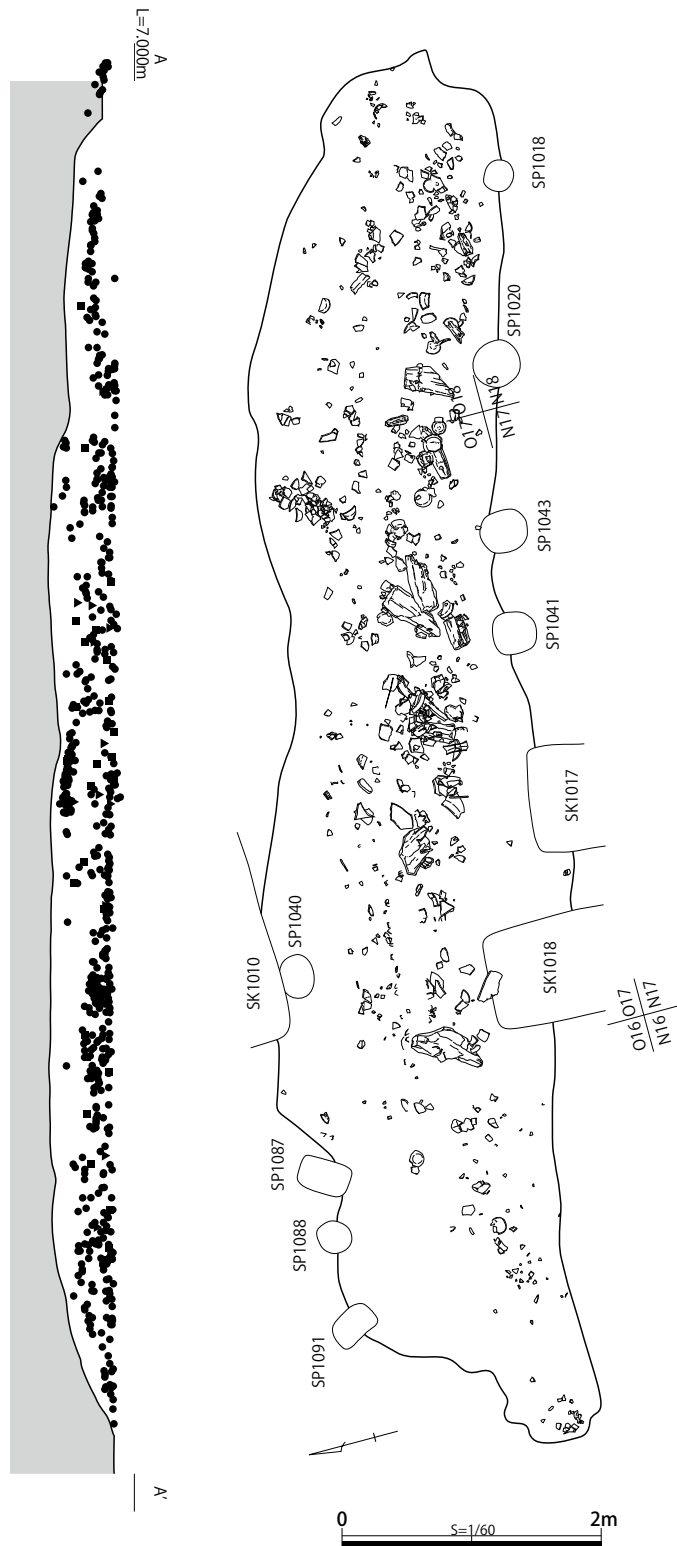 A
L=7.000m
SP1018
SP1020
O18
N18
O17
N17
SP1043
SP1041
SK1017
SP1040
SK1010
SK1018
O17
N17
O16
N16
SP1087
SP1088
SP1091
A'
0
2m
S=1/60